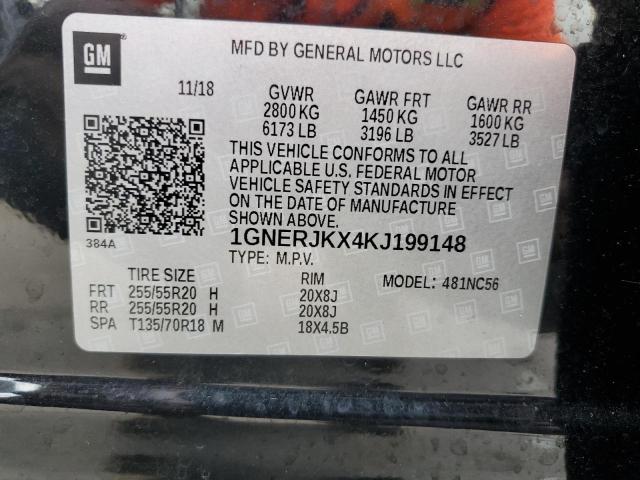 GM
MFD BY GENERAL MOTORS LLC
11/18 GVWR GAWR FRT GAWR RR
2800 KG 1450 KG 1600 KG
6173 LB 3196 LB 3527 LB
THIS VEHICLE CONFORMS TO ALL
APPLICABLE U.S. FEDERAL MOTOR
VEHICLE SAFETY STANDARDS IN EFFECT
ON THE DATE OF MANUFACTURE
SHOWN ABOVE.
384A
1GNERJKX4KJ199148
TYPE: M.P.V.
TIRE SIZE RIM MODEL: 481NC56
FRT 255/55R20 H 20X8J
RR 255/55R20 H 20X8J
SPA T135/70R18 M 18X4.5B